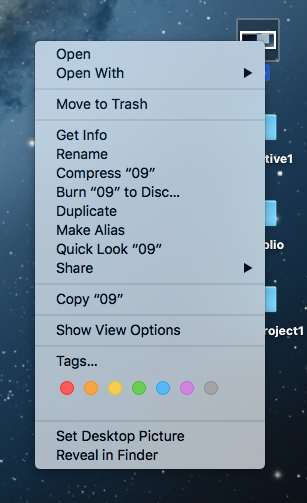 Open
Open With
Move to Trash
Get Info
Rename
Compress “09”
Burn “09” to Disc...
Duplicate
Make Alias
Quick Look “09”
Share
Copy “09”
Show View Options
Tags...
Set Desktop Picture
Reveal in Finder
tive1
lio
roject1